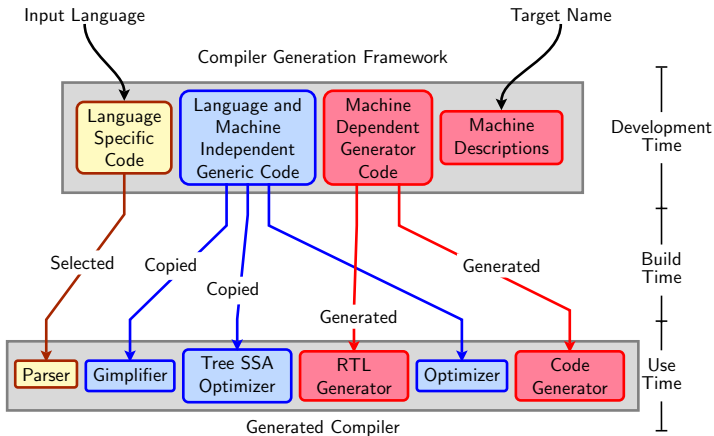 Input Language
Target Name
Compiler Generation Framework
Language
Specific
Code
Language and
Machine
Independent
Generic Code
Machine
Dependent
Generator
Code
Machine
Descriptions
Development
Time
Selected
Copied
Copied
Generated
Generated
Build
Time
Parser
Gimplifier
Tree SSA
Optimizer
RTL
Generator
Optimizer
Code
Generator
Use
Time
Generated Compiler